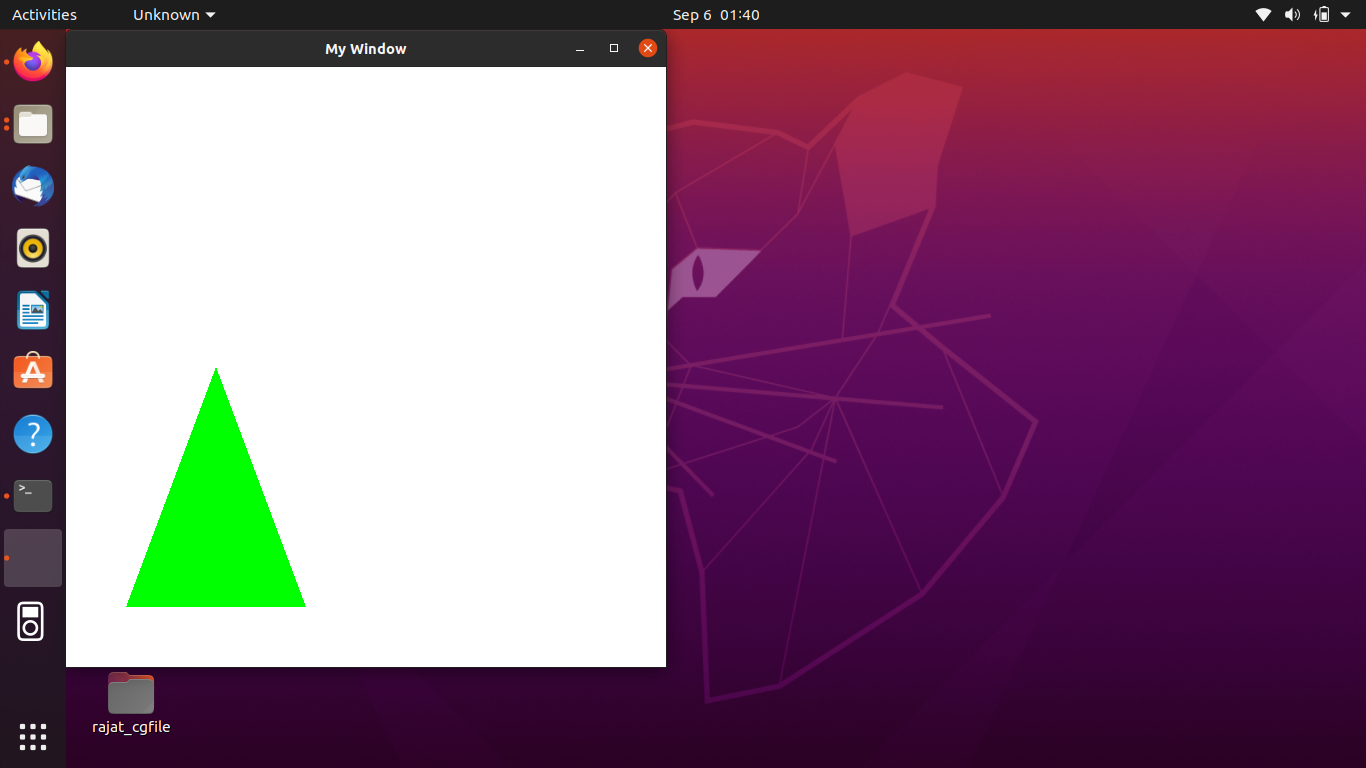 Activities
Unknown
Sep 6 01:40
My Window
?
>_
rajat_cgfile